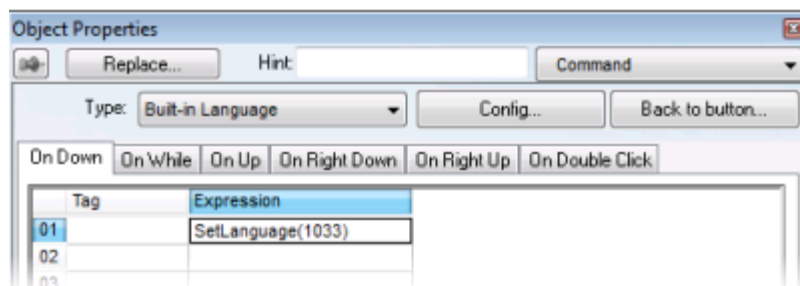 Object Properties
Replace... Hint: Command
Type: Built-in Language Config... Back to button...
On Down On While On Up On Right Down On Right Up On Double Click
Tag Expression
01 SetLanguage(1033)
02
03